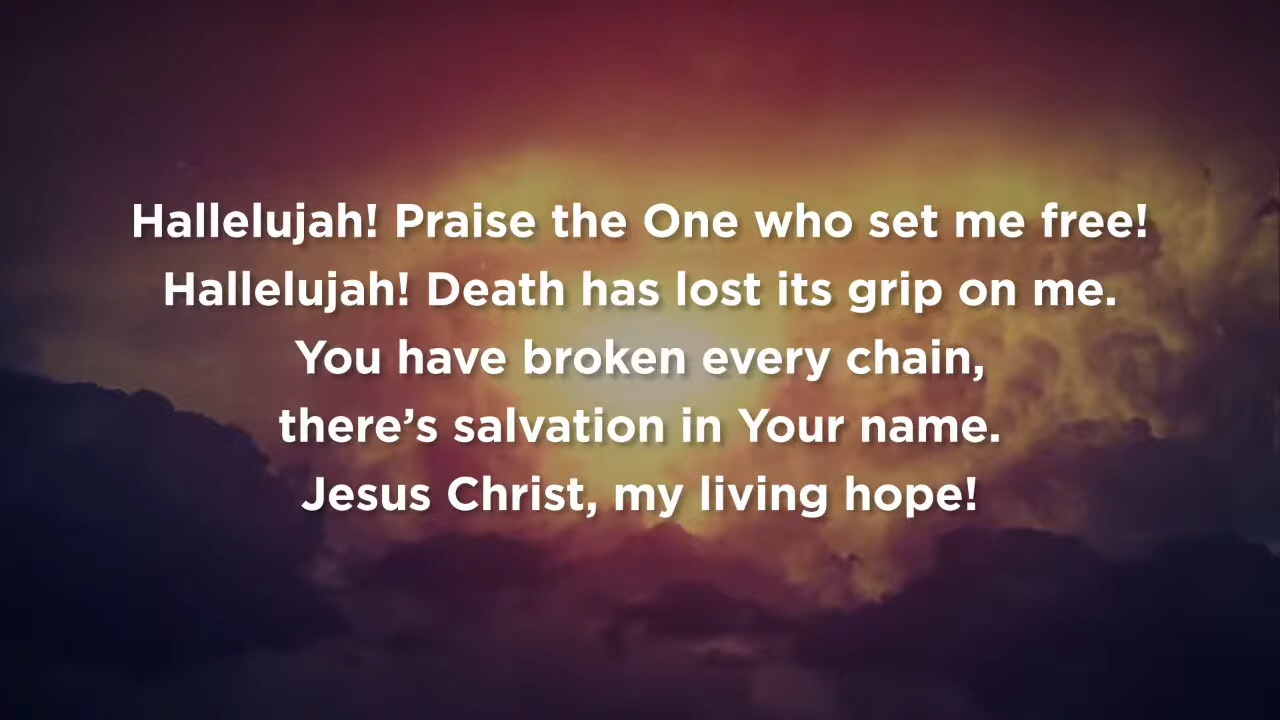 Hallelujah! Praise the One who set me free!
Hallelujah! Death has lost its grip on me.
You have broken every chain,
there’s salvation in Your name.
Jesus Christ, my living hope!